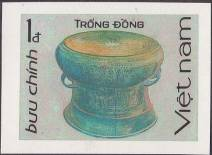 1đ
TRỐNG ĐỒNG
bưu chính
Việt nam